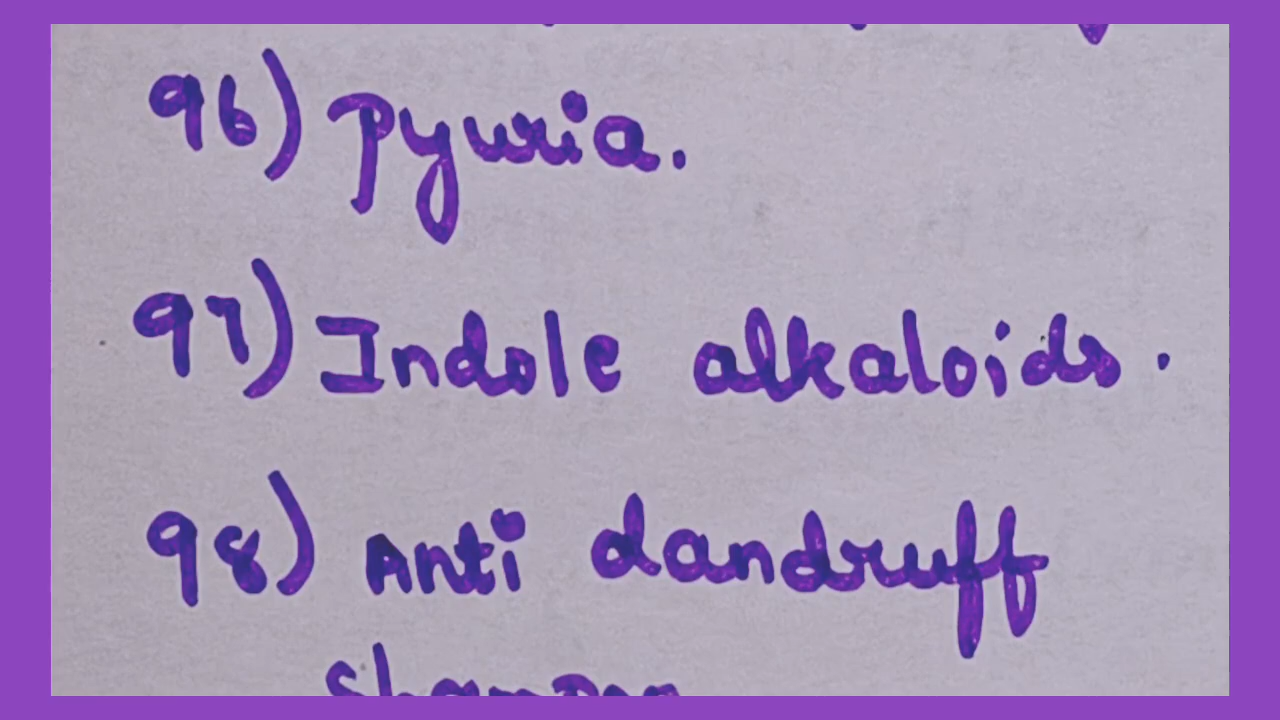 96) Pyuria.
97) Indole alkaloids.
98) Anti dandruff